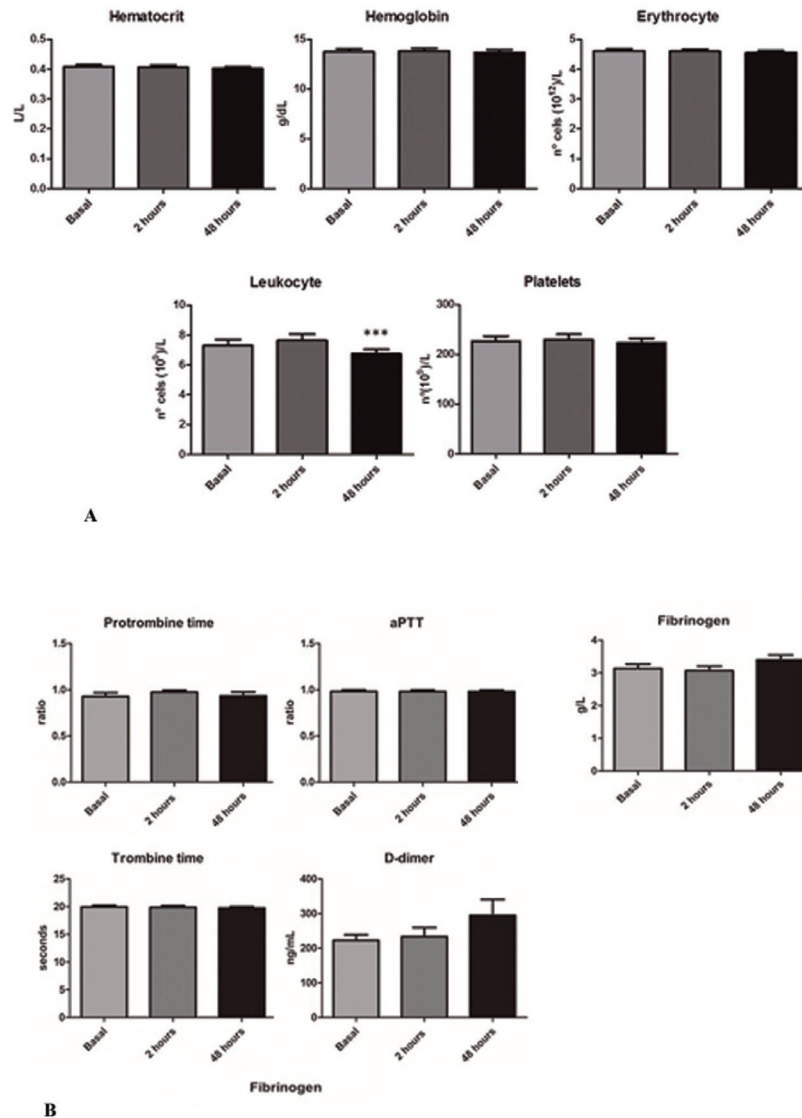 Hematocrit
Hemoglobin
Erythrocyte
L/L
0.5
0.4
0.3
0.2
0.1
0.0
Basal
2 hours
48 hours
g/dL
15
10
5
0
Basal
2 hours
48 hours
nº cels (10¹²)/L
5
4
3
2
1
0
Basal
2 hours
48 hours
Leukocyte
Platelets
nº cels (10⁹)/L
10
8
6
4
2
0
***
Basal
2 hours
48 hours
nº(10⁹)/L
300
200
100
0
Basal
2 hours
48 hours
A
Protrombine time
aPTT
Fibrinogen
ratio
1.5
1.0
0.5
0.0
Basal
2 hours
48 hours
ratio
1.5
1.0
0.5
0.0
Basal
2 hours
48 hours
g/L
4
3
2
1
0
Basal
2 hours
48 hours
Trombine time
D-dimer
seconds
25
20
15
10
5
0
Basal
2 hours
48 hours
ng/mL
400
300
200
100
0
Basal
2 hours
48 hours
Fibrinogen
B